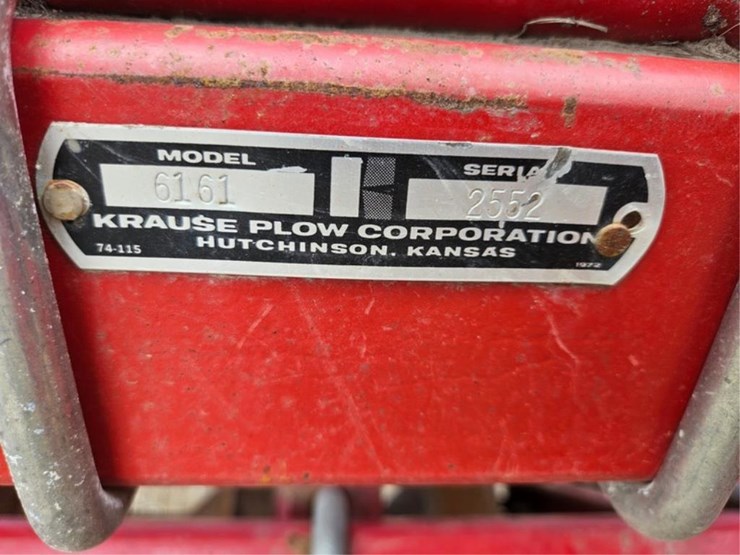 MODEL SERIAL
6161 2552
KRAUSE PLOW CORPORATION
HUTCHINSON, KANSAS
74-115 1972